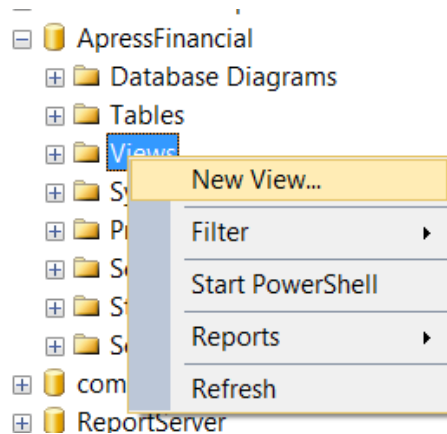 ApressFinancial
Database Diagrams
Tables
Views
New View...
Filter
Start PowerShell
Reports
Refresh
ReportServer